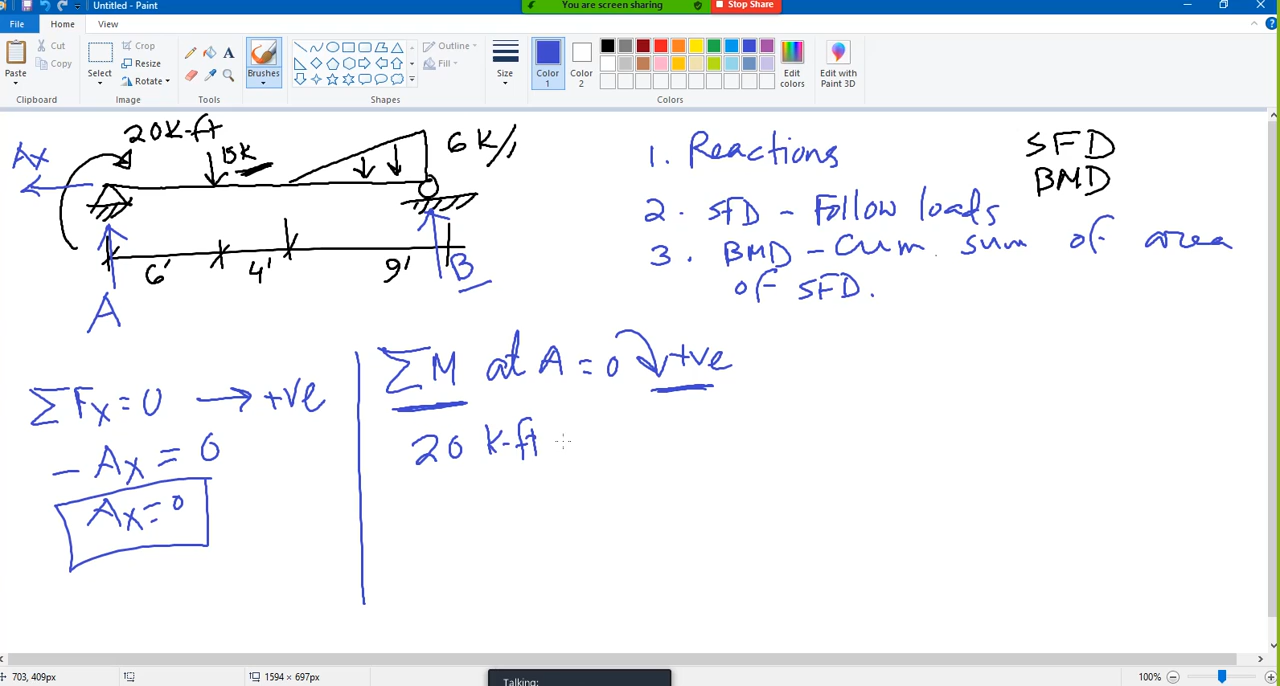 Untitled - Paint
You are screen sharing
Stop Share
File
Home
View
Paste
Cut
Copy
Clipboard
Select
Crop
Resize
Rotate
Image
A
Tools
Brushes
Outline
Fill
Shapes
Size
Color 1
Color 2
Edit colors
Colors
Edit with Paint 3D
20K-ft
Ax
15K
6 K/1
6'
4'
9'
A
B
1. Reactions
2. SFD - Follow loads
3. BMD - Cum. sum of area
of SFD.
SFD
BMD
ΣFx=0 → +ve
- Ax = 0
Ax=0
ΣM at A = 0 +ve
20 K-ft
703, 409px
1594 × 697px
100%
Talking: